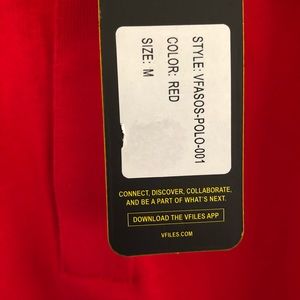 STYLE: VFASOS-POLO-001
COLOR: RED
SIZE: M
CONNECT, DISCOVER, COLLABORATE,
AND BE A PART OF WHAT'S NEXT.
DOWNLOAD THE VFILES APP
VFILES.COM